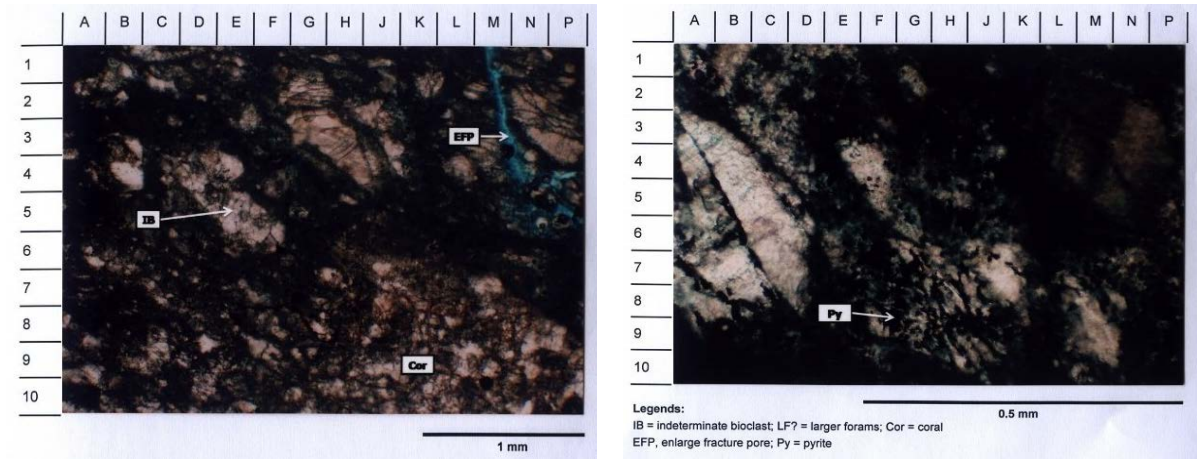 A B C D E F G H J K L M N P
1
2
3
4
5
6
7
8
9
10
EFP
IB
Cor
1 mm
A B C D E F G H J K L M N P
1
2
3
4
5
6
7
8
9
10
Py
0.5 mm
Legends:
IB = indeterminate bioclast; LF? = larger forams; Cor = coral
EFP, enlarge fracture pore; Py = pyrite